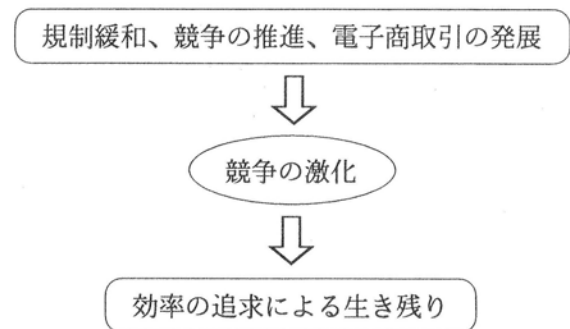 規制緩和、競争の推進、電子商取引の発展
競争の激化
効率の追求による生き残り